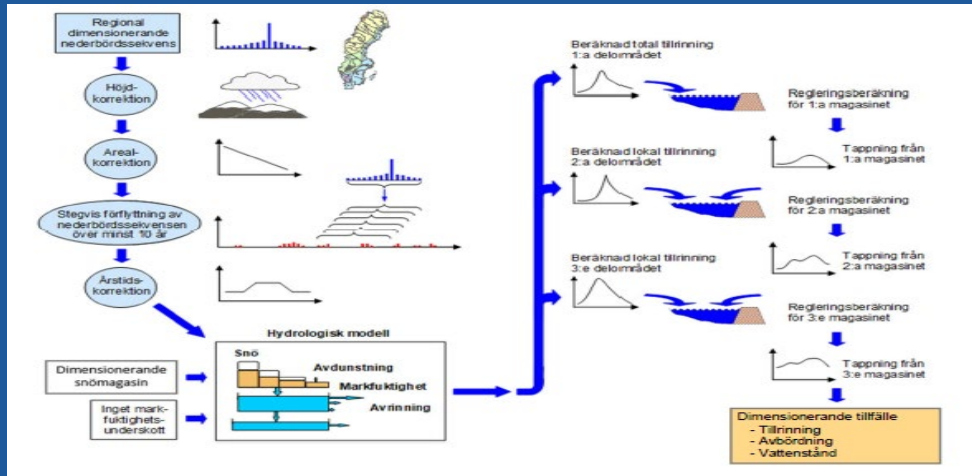 Regional
dimensionerande
nederbördssekvens
Höjd-
korrektion
Areal-
korrektion
Stegvis förflyttning av
nederbördssekvensen
över minst 10 år
Årstids-
korrektion
Dimensionerande
snömagasin
Inget mark-
fuktighets-
underskott
Hydrologisk modell
Snö
Avdunstning
Markfuktighet
Avrinning
Beräknad total tillrinning
1:a delområdet
Regleringsberäkning
för 1:a magasinet
Tappning från
1:a magasinet
Beräknad lokal tillrinning
2:a delområdet
Regleringsberäkning
för 2:a magasinet
Tappning från
2:a magasinet
Beräknad lokal tillrinning
3:e delområdet
Regleringsberäkning
för 3:e magasinet
Tappning från
3:e magasinet
Dimensionerande tillfälle
- Tillrinning
- Avbördning
- Vattenstånd